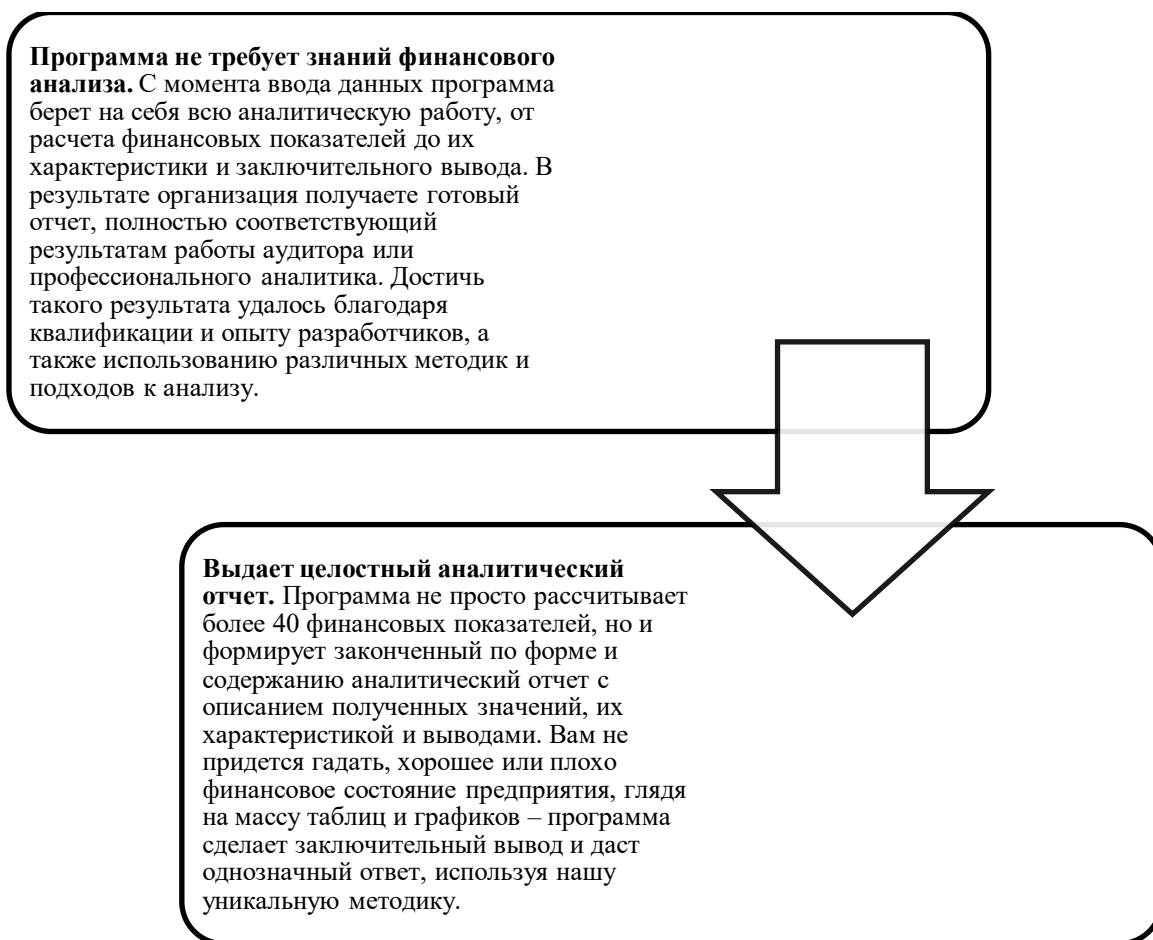 Программа не требует знаний финансового
анализа. С момента ввода данных программа
берет на себя всю аналитическую работу, от
расчета финансовых показателей до их
характеристики и заключительного вывода. В
результате организация получаете готовый
отчет, полностью соответствующий
результатам работы аудитора или
профессионального аналитика. Достичь
такого результата удалось благодаря
квалификации и опыту разработчиков, а
также использованию различных методик и
подходов к анализу.
Выдает целостный аналитический
отчет. Программа не просто рассчитывает
более 40 финансовых показателей, но и
формирует законченный по форме и
содержанию аналитический отчет с
описанием полученных значений, их
характеристикой и выводами. Вам не
придется гадать, хорошее или плохо
финансовое состояние предприятия, глядя
на массу таблиц и графиков – программа
сделает заключительный вывод и даст
однозначный ответ, используя нашу
уникальную методику.